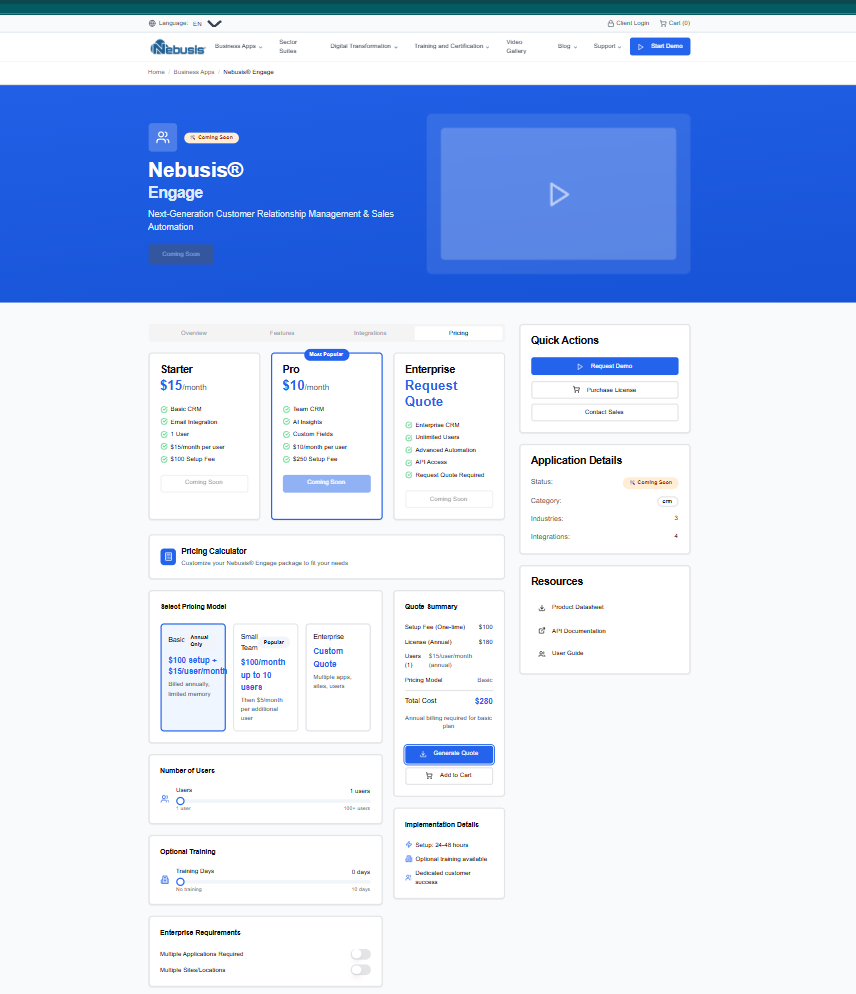 Language: EN
Client Login
Cart (0)
Nebusis
Business Apps
Sector Suites
Digital Transformation
Training and Certification
Video Gallery
Blog
Support
Start Demo
Home / Business Apps / Nebusis® Engage
Coming Soon
Nebusis®
Engage
Next-Generation Customer Relationship Management & Sales
Automation
Coming Soon
Overview
Features
Integrations
Pricing
Starter
$15/month
Basic CRM
Email Integration
1 User
$15/month per user
$100 Setup Fee
Coming Soon
Most Popular
Pro
$10/month
Team CRM
AI Insights
Custom Fields
$10/month per user
$250 Setup Fee
Coming Soon
Enterprise
Request
Quote
Enterprise CRM
Unlimited Users
Advanced Automation
API Access
Request Quote Required
Coming Soon
Quick Actions
Request Demo
Purchase License
Contact Sales
Application Details
Status: Coming Soon
Category: crm
Industries: 3
Integrations: 4
Resources
Product Datasheet
API Documentation
User Guide
Pricing Calculator
Customize your Nebusis® Engage package to fit your needs
Select Pricing Model
Basic Annual Only
$100 setup +
$15/user/month
Billed annually,
limited memory
Small Team Popular
$100/month
up to 10
users
Then $5/month
per additional
user
Enterprise
Custom
Quote
Multiple apps,
sites, users
Number of Users
Users 1 users
1 user 100+ users
Optional Training
Training Days 0 days
No training 10 days
Enterprise Requirements
Multiple Applications Required
Multiple Sites/Locations
Quote Summary
Setup Fee (One-time) $100
License (Annual) $180
Users (1) $15/user/month (annual)
Pricing Model Basic
Total Cost $280
Annual billing required for basic
plan
Generate Quote
Add to Cart
Implementation Details
Setup: 24-48 hours
Optional training available
Dedicated customer
success